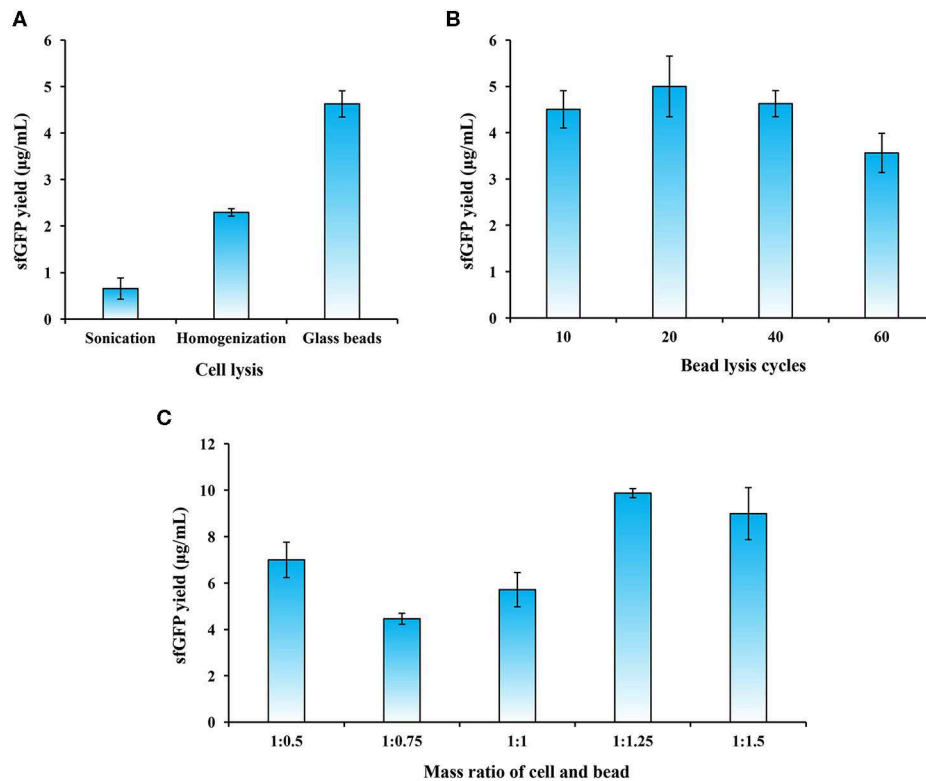 A
sfGFP yield (µg/mL)
6
5
4
3
2
1
0
Sonication Homogenization Glass beads
Cell lysis
B
sfGFP yield (µg/mL)
6
5
4
3
2
1
0
10 20 40 60
Bead lysis cycles
C
sfGFP yield (µg/mL)
12
10
8
6
4
2
0
1:0.5 1:0.75 1:1 1:1.25 1:1.5
Mass ratio of cell and bead